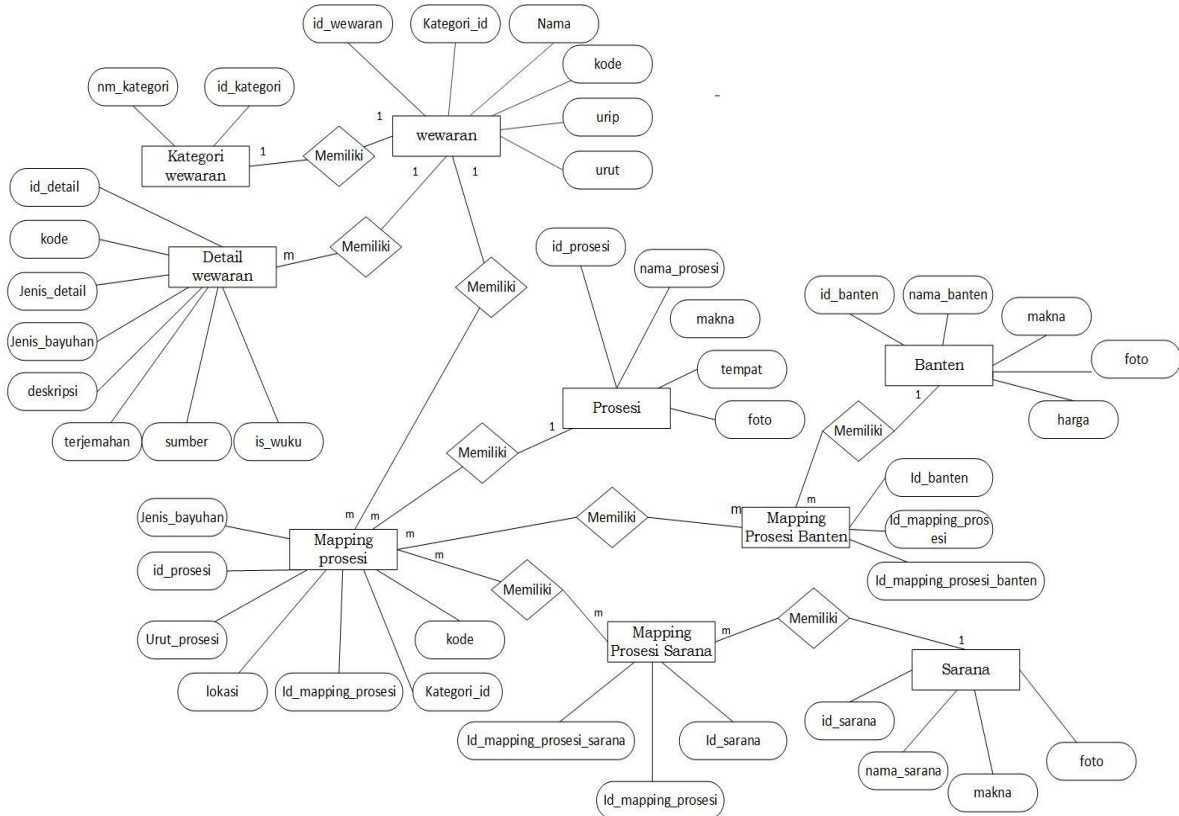 id_wewaran
Kategori_id
Nama
kode
nm_kategori
id_kategori
urip
1
wewaran
Memiliki
1
Kategori
wewaran
urut
1
1
id_detail
kode
Memiliki
m
Detail
wewaran
id_prosesi
nama_prosesi
Memiliki
Jenis_detail
id_banten
nama_banten
makna
makna
Jenis_bayuhan
foto
Banten
tempat
deskripsi
1
Prosesi
foto
harga
terjemahan
sumber
is_wuku
1
Memiliki
Memiliki
Id_banten
Jenis_bayuhan
m
m
m
m
Memiliki
m
Mapping
Prosesi Banten
Id_mapping_pros
esi
Mapping
prosesi
m
id_prosesi
Id_mapping_prosesi_banten
Memiliki
Memiliki
Urut_prosesi
kode
m
Mapping
Prosesi Sarana
m
1
Sarana
lokasi
Id_mapping_prosesi
Kategori_id
id_sarana
Id_mapping_prosesi_sarana
Id_sarana
foto
nama_sarana
makna
Id_mapping_prosesi